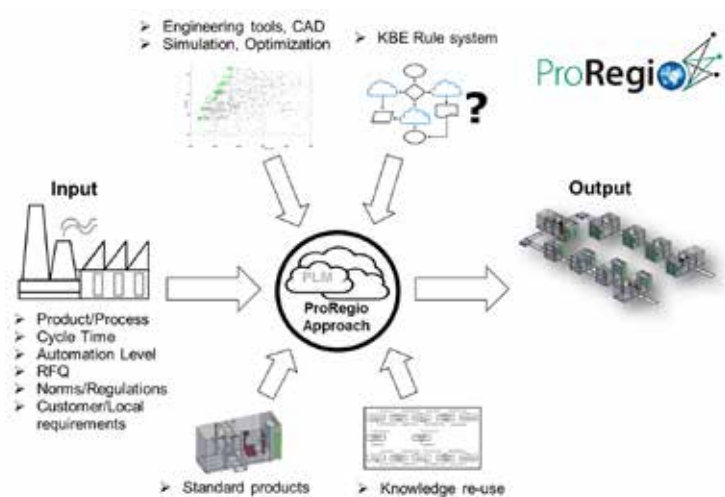 ➢ Engineering tools, CAD
➢ Simulation, Optimization
➢ KBE Rule system
?
ProRegio
Input
Output
PLM
ProRegio
Approach
➢ Product/Process
➢ Cycle Time
➢ Automation Level
➢ RFQ
➢ Norms/Regulations
➢ Customer/Local
requirements
➢ Standard products
➢ Knowledge re-use